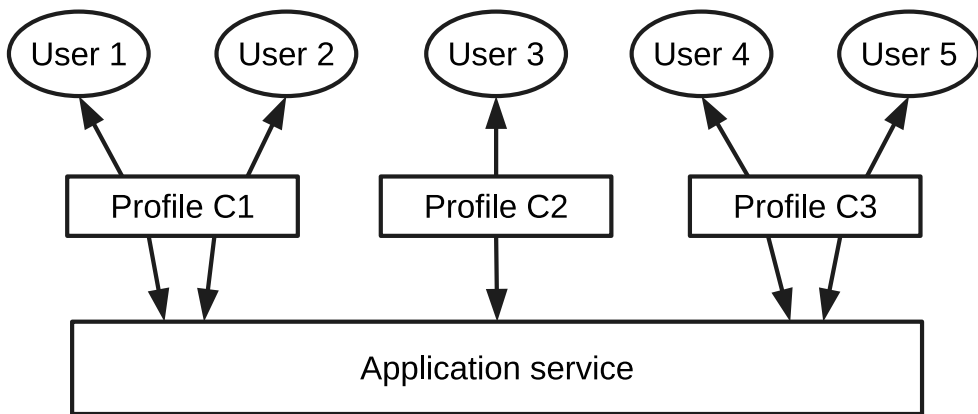 User 1
User 2
User 3
User 4
User 5
Profile C1
Profile C2
Profile C3
Application service